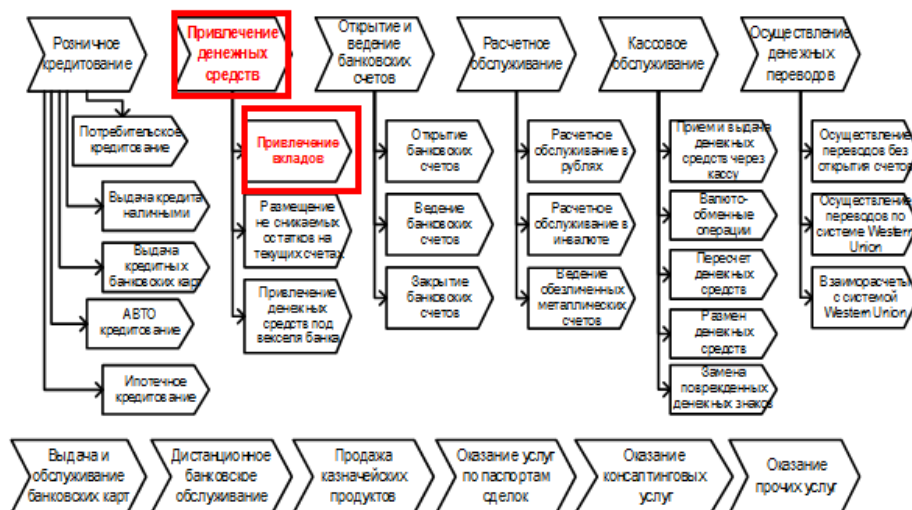 Розничное
кредитование
Привлечение
денежных
средств
Открытие и
ведение
банковских
счетов
Расчетное
обслуживание
Кассовое
обслуживание
Осуществление
денежных
переводов
Потребительское
кредитование
Выдача кредита
наличными
Выдача
кредитных
банковских карт
АВТО
кредитование
Ипотечное
кредитование
Привлечение
вкладов
Размещение
не снижаемых
остатков на
текущих счетах
Привлечение
денежных
средств под
векселя банка
Открытие
банковских
счетов
Ведение
банковских
счетов
Закрытие
банковских
счетов
Расчетное
обслуживание в
рублях
Расчетное
обслуживание в
инвалюте
Ведение
обезличенных
металлических
счетов
Прием и выдача
денежных
средств через
кассу
Валюто-
обменные
операции
Пересчет
денежных
средств
Размен
денежных
средств
Замена
поврежденных
денежных знаков
Осуществление
переводов без
открытия счетов
Осуществление
переводов по
системе Western
Union
Взаиморасчеты
с системой
Western Union
Выдача и
обслуживание
банковских карт
Дистанционное
банковское
обслуживание
Продажа
казначейских
продуктов
Оказание услуг
по паспортам
сделок
Оказание
консалтинговых
услуг
Оказание
прочих услуг